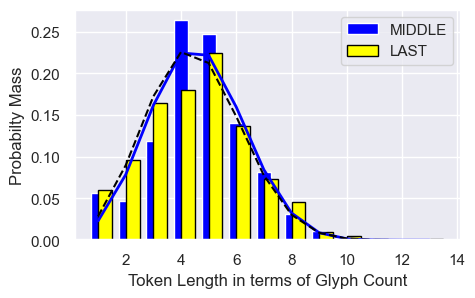 MIDDLE
LAST
Probabilty Mass
0.25
0.20
0.15
0.10
0.05
0.00
2 4 6 8 10 12 14
Token Length in terms of Glyph Count